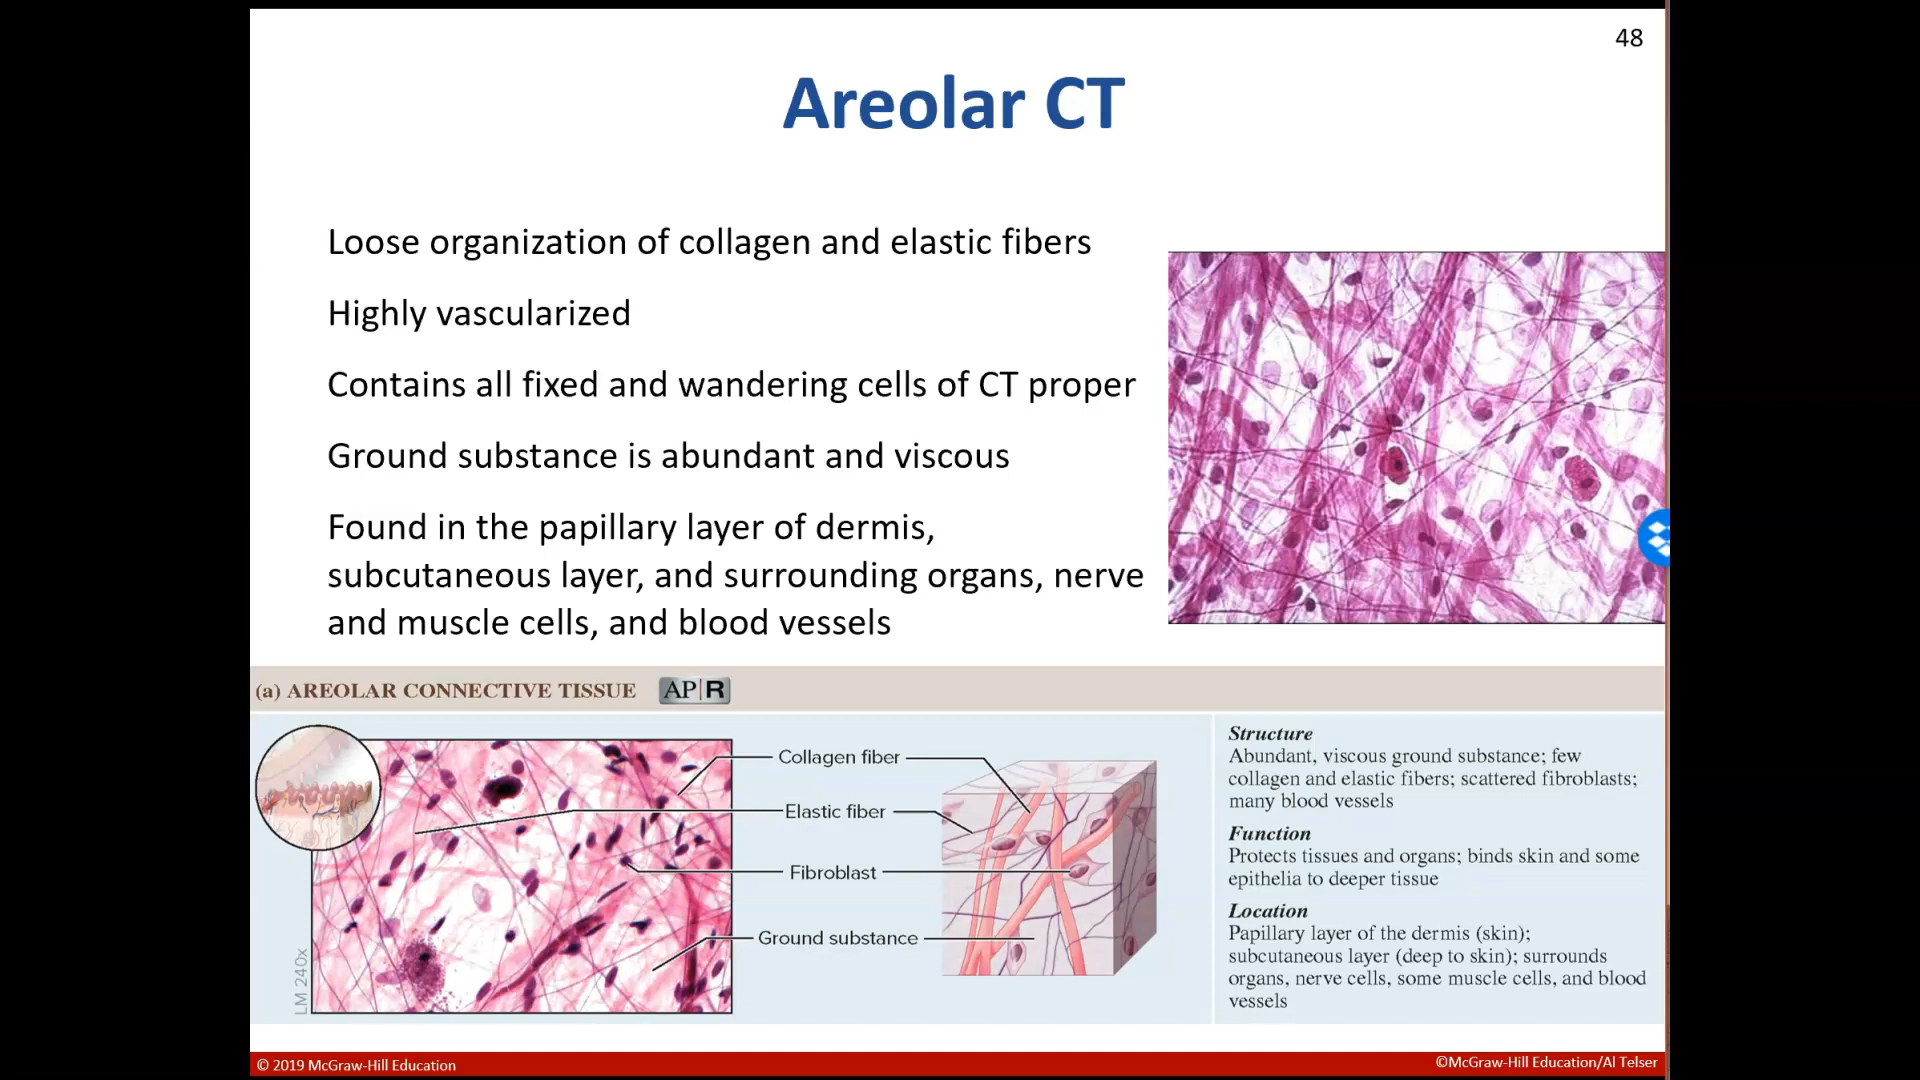 48
Areolar CT
Loose organization of collagen and elastic fibers
Highly vascularized
Contains all fixed and wandering cells of CT proper
Ground substance is abundant and viscous
Found in the papillary layer of dermis,
subcutaneous layer, and surrounding organs, nerve
and muscle cells, and blood vessels
(a) AREOLAR CONNECTIVE TISSUE AP|R
Collagen fiber
Elastic fiber
Fibroblast
Ground substance
LM 240x
Structure
Abundant, viscous ground substance; few
collagen and elastic fibers; scattered fibroblasts;
many blood vessels
Function
Protects tissues and organs; binds skin and some
epithelia to deeper tissue
Location
Papillary layer of the dermis (skin);
subcutaneous layer (deep to skin); surrounds
organs, nerve cells, some muscle cells, and blood
vessels
© 2019 McGraw-Hill Education
©McGraw-Hill Education/Al Telser